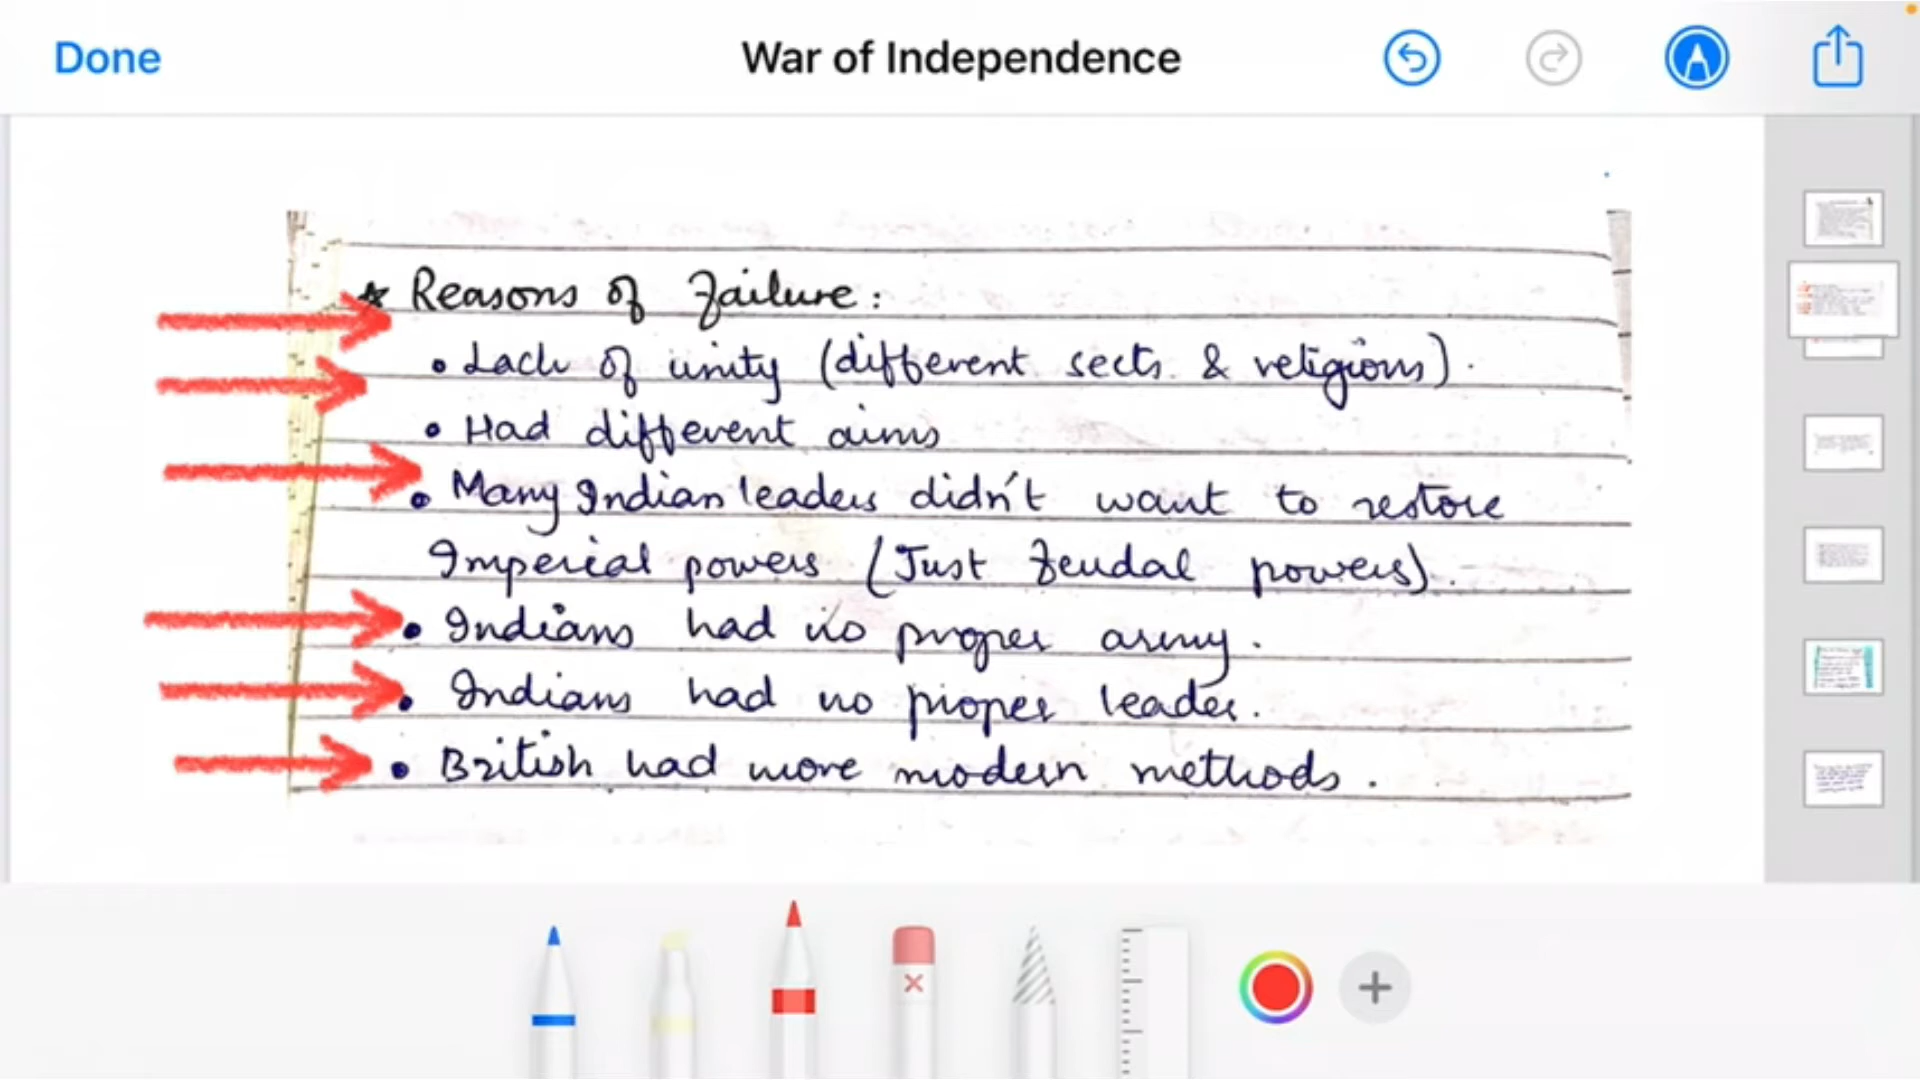 Done
War of Independence
* Reasons of Failure:
• Lack of unity (different sects & religions).
• Had different aims
• Many Indian leaders didn't want to restore
Imperial powers (Just feudal powers).
• Indians had no proper army.
• Indians had no proper leader.
• British had more modern methods.